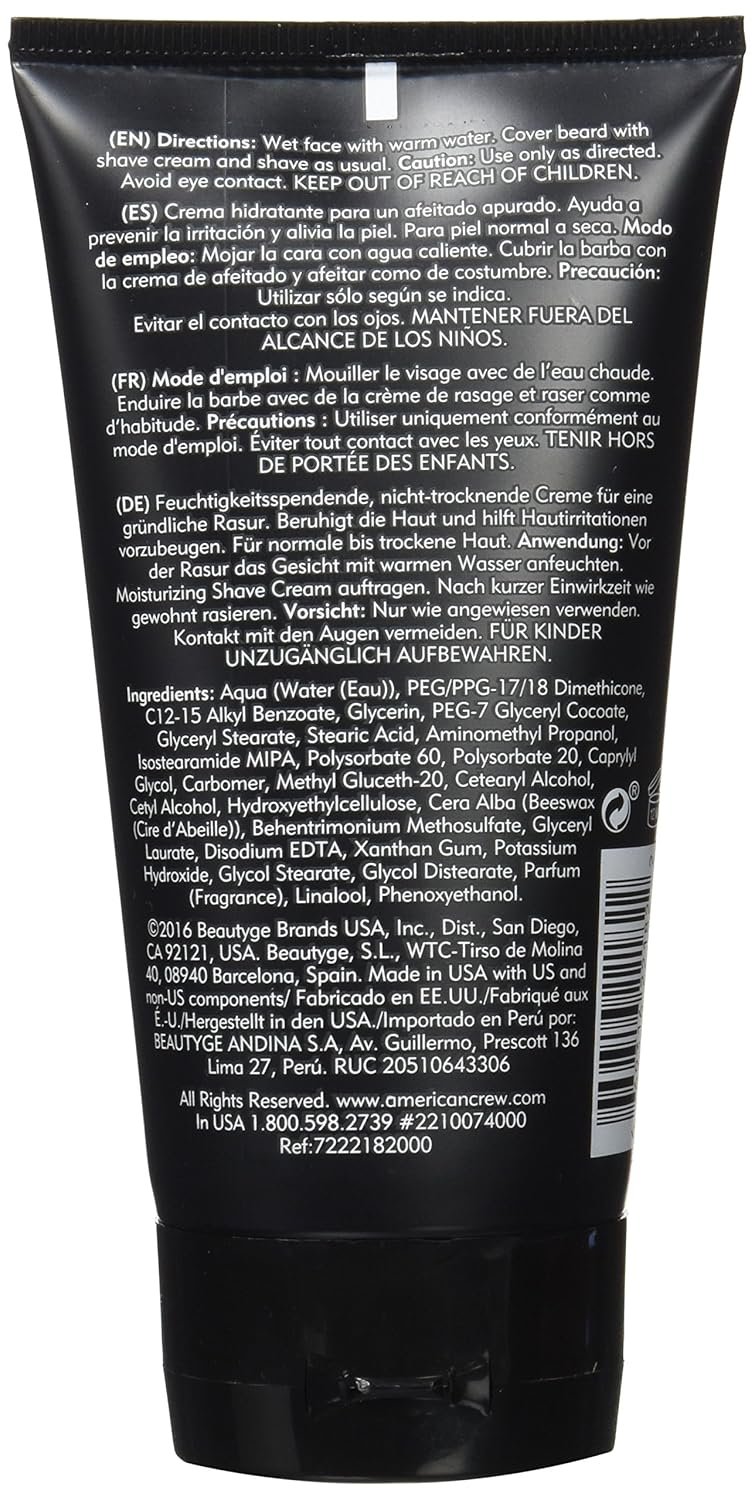 (EN) Directions: Wet face with warm water. Cover beard with
shave cream and shave as usual. Caution: Use only as directed.
Avoid eye contact. KEEP OUT OF REACH OF CHILDREN.
(ES) Crema hidratante para un afeitado apurado. Ayuda a
prevenir la irritación y alivia la piel. Para piel normal a seca. Modo
de empleo: Mojar la cara con agua caliente. Cubrir la barba con
la crema de afeitado y afeitar como de costumbre. Precaución:
Utilizar sólo según se indica.
Evitar el contacto con los ojos. MANTENER FUERA DEL
ALCANCE DE LOS NIÑOS.
(FR) Mode d'emploi : Mouiller le visage avec de l'eau chaude.
Enduire la barbe avec de la crème de rasage et raser comme
d'habitude. Précautions : Utiliser uniquement conformément au
mode d'emploi. Éviter tout contact avec les yeux. TENIR HORS
DE PORTÉE DES ENFANTS.
(DE) Feuchtigkeitsspendende, nicht-trocknende Creme für eine
gründliche Rasur. Beruhigt die Haut und hilft Hautirritationen
vorzubeugen. Für normale bis trockene Haut. Anwendung: Vor
der Rasur das Gesicht mit warmen Wasser anfeuchten.
Moisturizing Shave Cream auftragen. Nach kurzer Einwirkzeit wie
gewohnt rasieren. Vorsicht: Nur wie angewiesen verwenden.
Kontakt mit den Augen vermeiden. FÜR KINDER
UNZUGÄNGLICH AUFBEWAHREN.
Ingredients: Aqua (Water (Eau)), PEG/PPG-17/18 Dimethicone,
C12-15 Alkyl Benzoate, Glycerin, PEG-7 Glyceryl Cocoate,
Glyceryl Stearate, Stearic Acid, Aminomethyl Propanol,
Isostearamide MIPA, Polysorbate 60, Polysorbate 20, Caprylyl
Glycol, Carbomer, Methyl Gluceth-20, Cetearyl Alcohol,
Cetyl Alcohol, Hydroxyethylcellulose, Cera Alba (Beeswax
(Cire d'Abeille)), Behentrimonium Methosulfate, Glyceryl
Laurate, Disodium EDTA, Xanthan Gum, Potassium
Hydroxide, Glycol Stearate, Glycol Distearate, Parfum
(Fragrance), Linalool, Phenoxyethanol.
©2016 Beautyge Brands USA, Inc., Dist., San Diego,
CA 92121, USA. Beautyge, S.L., WTC-Tirso de Molina
40, 08940 Barcelona, Spain. Made in USA with US and
non-US components/ Fabricado en EE.UU./Fabriqué aux
É.-U./Hergestellt in den USA./Importado en Perú por:
BEAUTYGE ANDINA S.A, Av. Guillermo, Prescott 136
Lima 27, Perú. RUC 20510643306
All Rights Reserved. www.americancrew.com
In USA 1.800.598.2739 #2210074000
Ref:7222182000